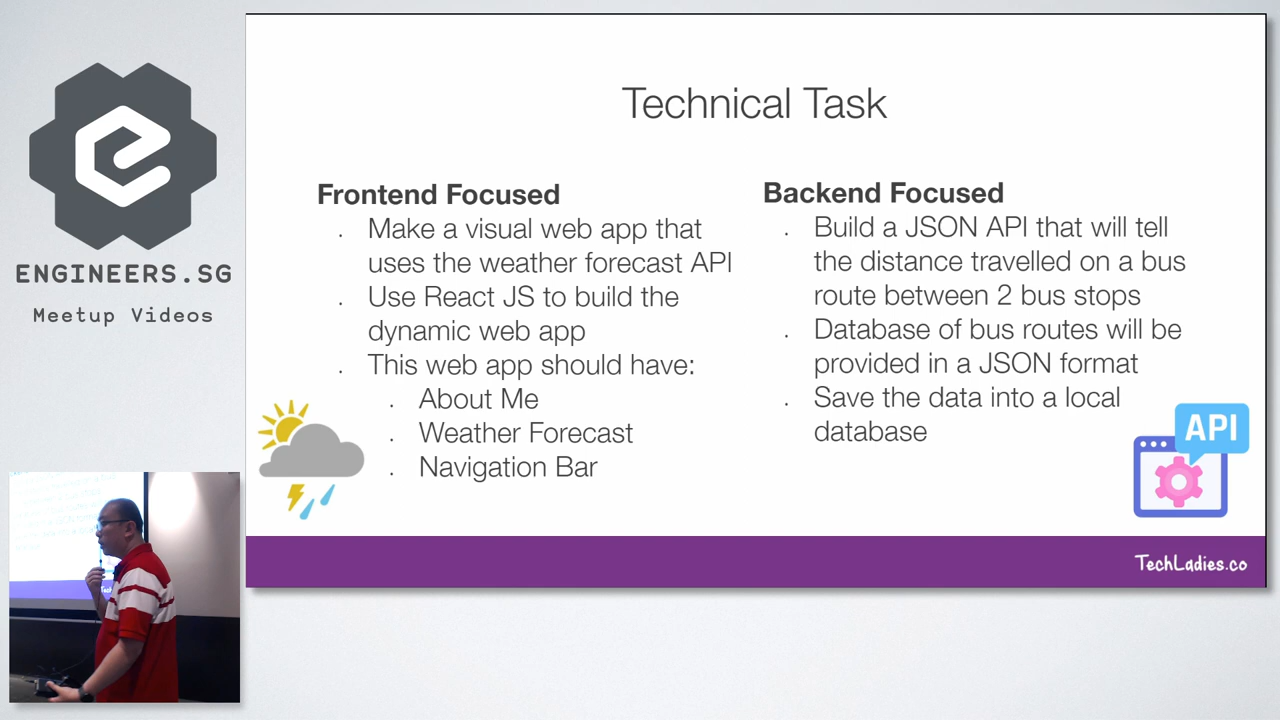 ENGINEERS.SG
Meetup Videos
Technical Task
Frontend Focused
. Make a visual web app that
uses the weather forecast API
. Use React JS to build the
dynamic web app
. This web app should have:
. About Me
. Weather Forecast
. Navigation Bar
Backend Focused
. Build a JSON API that will tell
the distance travelled on a bus
route between 2 bus stops
. Database of bus routes will be
provided in a JSON format
. Save the data into a local
database
API
TechLadies.co